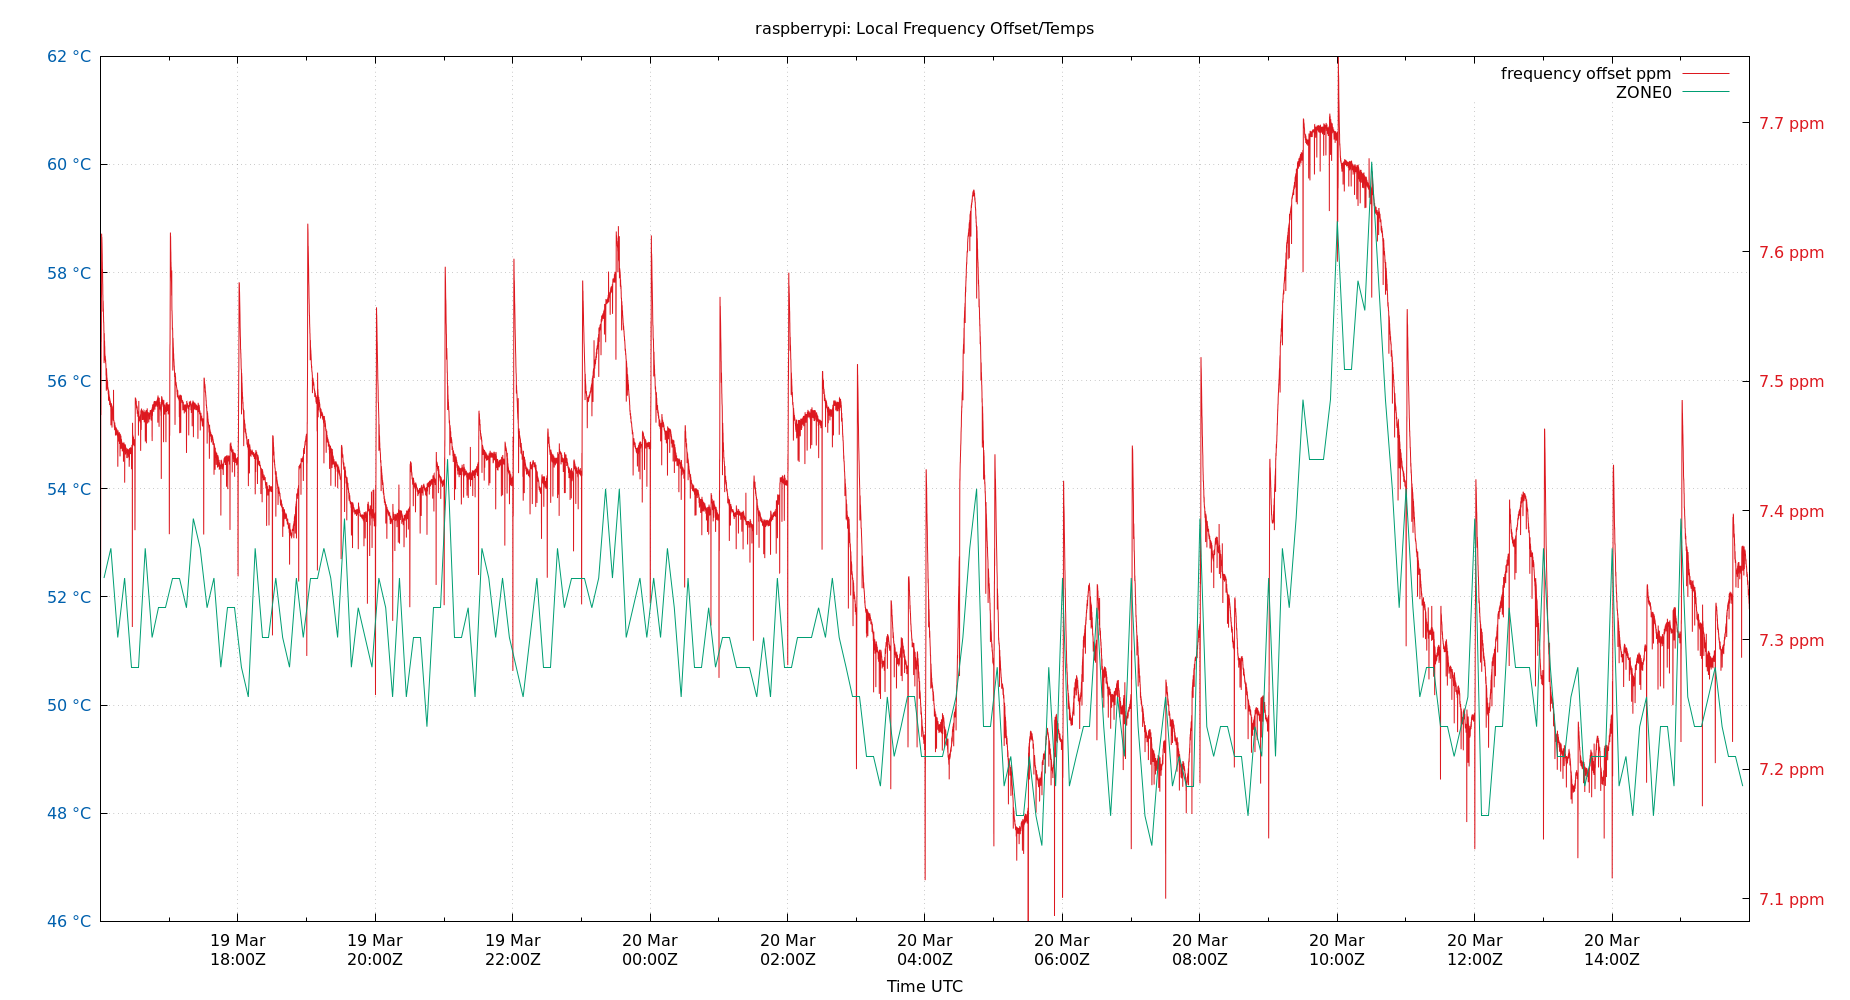 raspberrypi: Local Frequency Offset/Temps
62 °C
60 °C
58 °C
56 °C
54 °C
52 °C
50 °C
48 °C
46 °C
frequency offset ppm
ZONE0
7.7 ppm
7.6 ppm
7.5 ppm
7.4 ppm
7.3 ppm
7.2 ppm
7.1 ppm
19 Mar
18:00Z
19 Mar
20:00Z
19 Mar
22:00Z
20 Mar
00:00Z
20 Mar
02:00Z
20 Mar
04:00Z
20 Mar
06:00Z
20 Mar
08:00Z
20 Mar
10:00Z
20 Mar
12:00Z
20 Mar
14:00Z
Time UTC